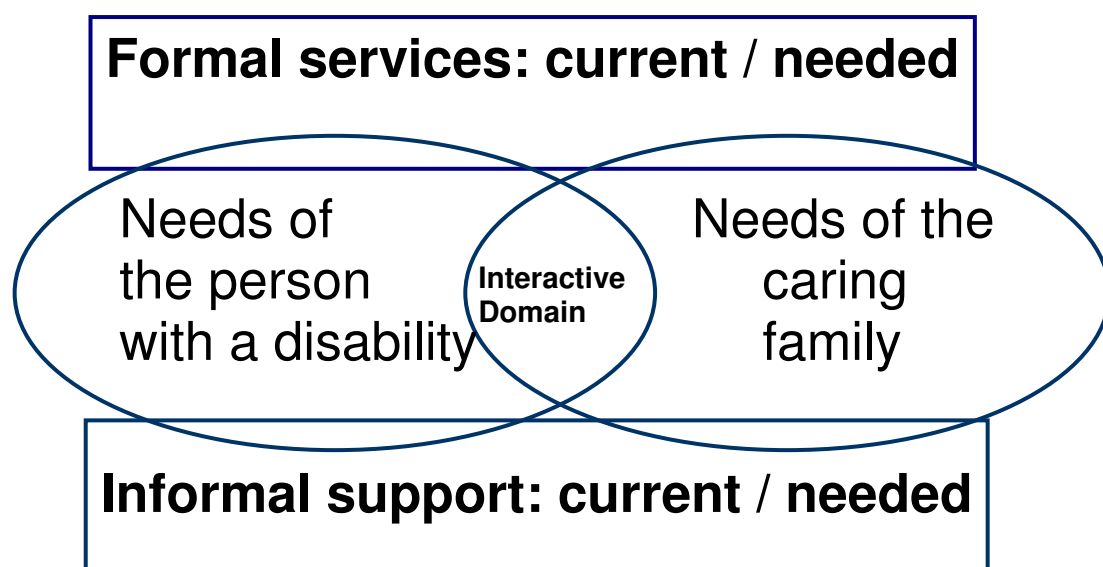 Formal services: current / needed
Needs of
the person
with a disability
Interactive
Domain
Needs of the
caring
family
Informal support: current / needed